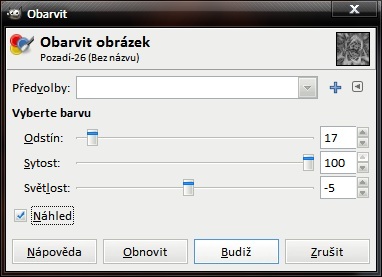 Obarvit
Obarvit obrázek
Pozadí-26 (Bez názvu)
Předvolby:
Vyberte barvu
Odstín: 17
Sytost: 100
Světlost: -5
Náhled
Nápověda Obnovit Budiž Zrušit